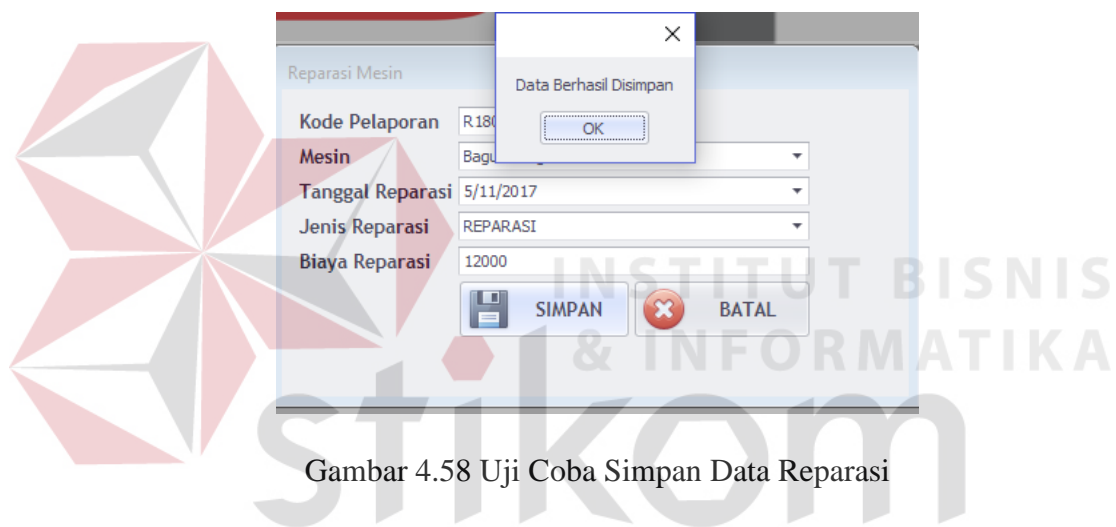 Data Berhasil Disimpan
OK
Reparasi Mesin
Kode Pelaporan
Mesin
Tanggal Reparasi 5/11/2017
Jenis Reparasi REPARASI
Biaya Reparasi 12000
SIMPAN BATAL
INSTITUT BISNIS
& INFORMATIKA
stikom
Gambar 4.58 Uji Coba Simpan Data Reparasi